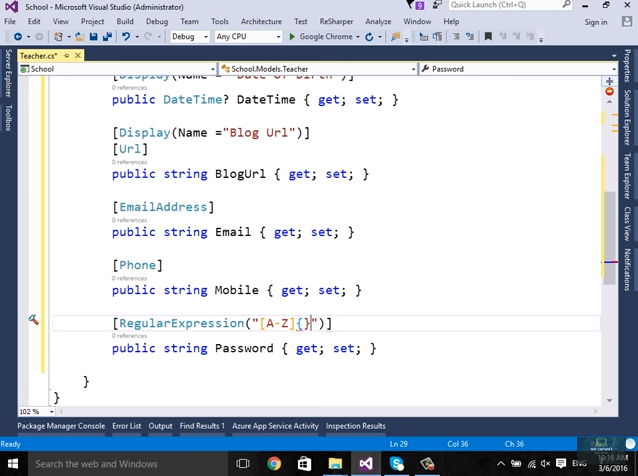 School - Microsoft Visual Studio (Administrator)
Quick Launch (Ctrl+Q)
File Edit View Project Build Debug Team Tools Architecture Test ReSharper Analyze Window Help
Sign in
Debug Any CPU Google Chrome
Teacher.cs*
School School.Models.Teacher Password
Server Explorer
Toolbox
Properties
Solution Explorer
Team Explorer
Class View
Notifications
[Display(Name = "Date Of Birth")]
0 references
public DateTime? DateTime { get; set; }
[Display(Name ="Blog Url")]
[Url]
0 references
public string BlogUrl { get; set; }
[EmailAddress]
0 references
public string Email { get; set; }
[Phone]
0 references
public string Mobile { get; set; }
[RegularExpression("[A-Z]{}")]
0 references
public string Password { get; set; }
}
}
102 %
Package Manager Console Error List Output Find Results 1 Azure App Service Activity Inspection Results
Ln 29 Col 36 Ch 36
Search the web and Windows
ENG
10:16 AM
3/6/2016